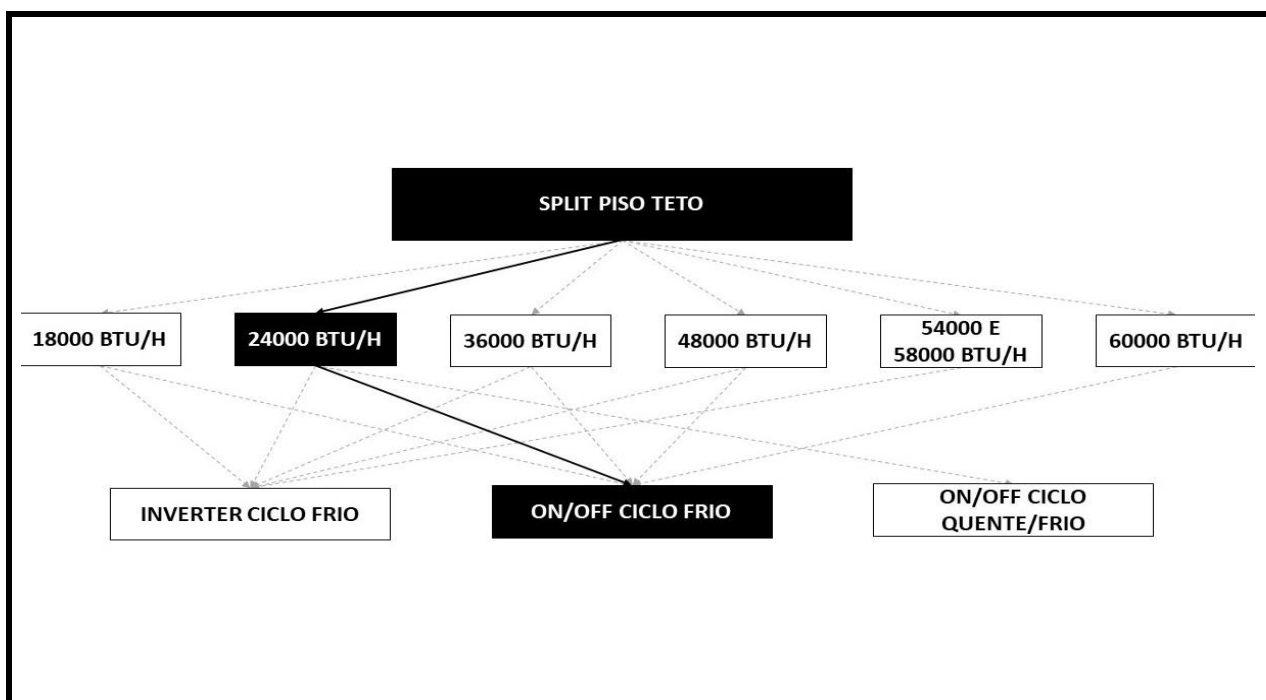 SPLIT PISO TETO
18000 BTU/H
24000 BTU/H
36000 BTU/H
48000 BTU/H
54000 E
58000 BTU/H
60000 BTU/H
INVERTER CICLO FRIO
ON/OFF CICLO FRIO
ON/OFF CICLO
QUENTE/FRIO